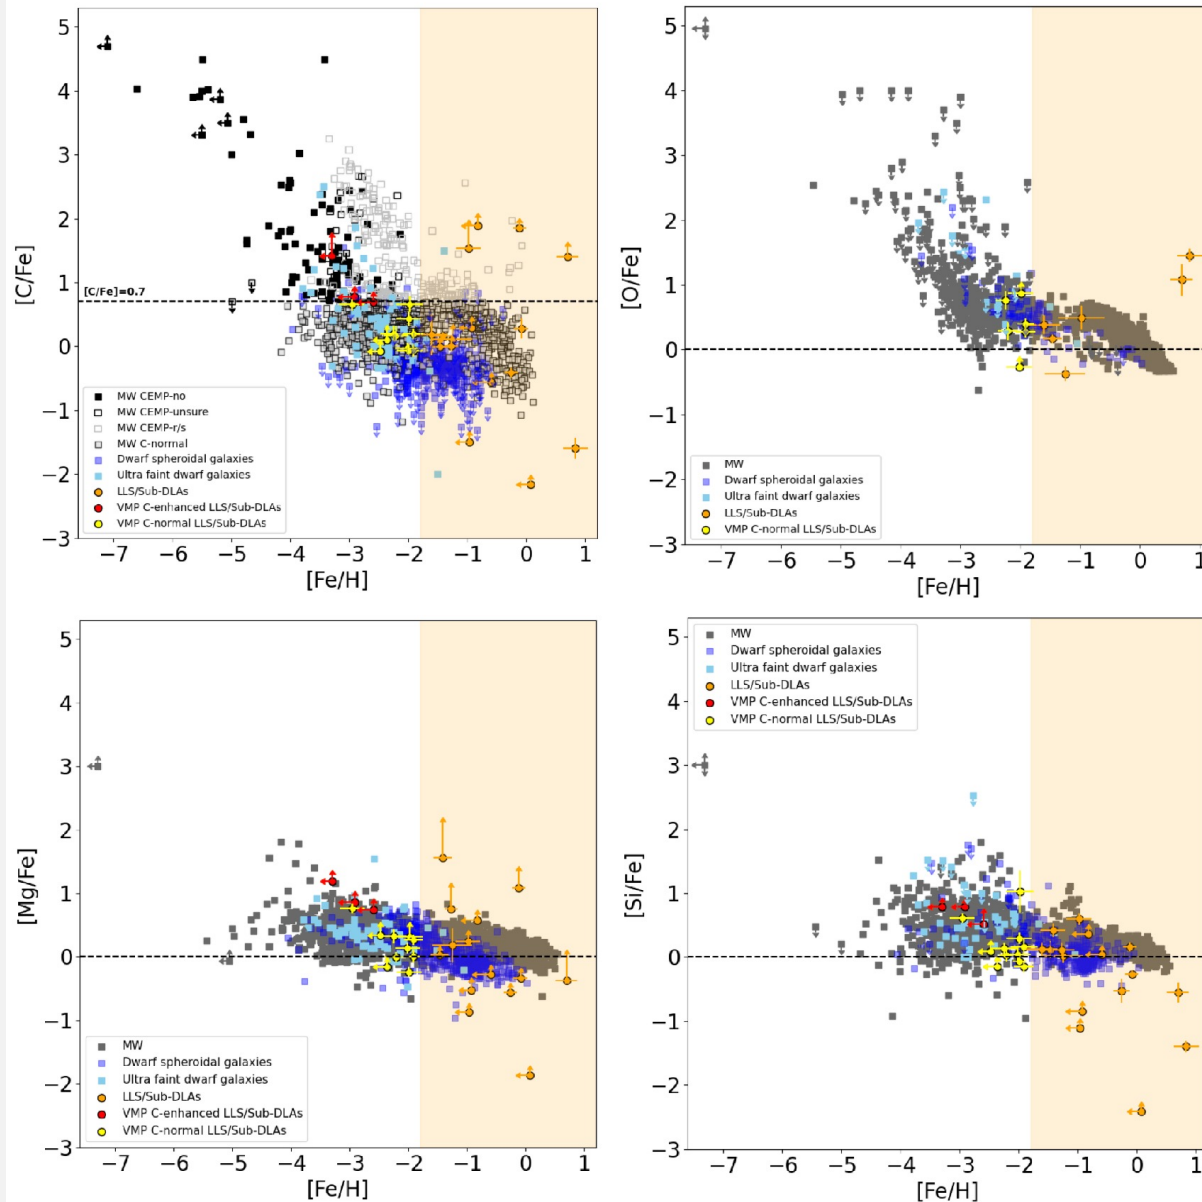 5
4
3
2
1
0
−1
−2
−3
[C/Fe]
[C/Fe]=0.7
MW CEMP-no
MW CEMP-unsure
MW CEMP-r/s
MW C-normal
Dwarf spheroidal galaxies
Ultra faint dwarf galaxies
LLS/Sub-DLAs
VMP C-enhanced LLS/Sub-DLAs
VMP C-normal LLS/Sub-DLAs
−7 −6 −5 −4 −3 −2 −1 0 1
[Fe/H]
5
4
3
2
1
0
−1
−2
−3
[O/Fe]
MW
Dwarf spheroidal galaxies
Ultra faint dwarf galaxies
LLS/Sub-DLAs
VMP C-normal LLS/Sub-DLAs
−7 −6 −5 −4 −3 −2 −1 0 1
[Fe/H]
5
4
3
2
1
0
−1
−2
−3
[Mg/Fe]
MW
Dwarf spheroidal galaxies
Ultra faint dwarf galaxies
LLS/Sub-DLAs
VMP C-enhanced LLS/Sub-DLAs
VMP C-normal LLS/Sub-DLAs
−7 −6 −5 −4 −3 −2 −1 0 1
[Fe/H]
5
4
3
2
1
0
−1
−2
−3
[Si/Fe]
MW
Dwarf spheroidal galaxies
Ultra faint dwarf galaxies
LLS/Sub-DLAs
VMP C-enhanced LLS/Sub-DLAs
VMP C-normal LLS/Sub-DLAs
−7 −6 −5 −4 −3 −2 −1 0 1
[Fe/H]